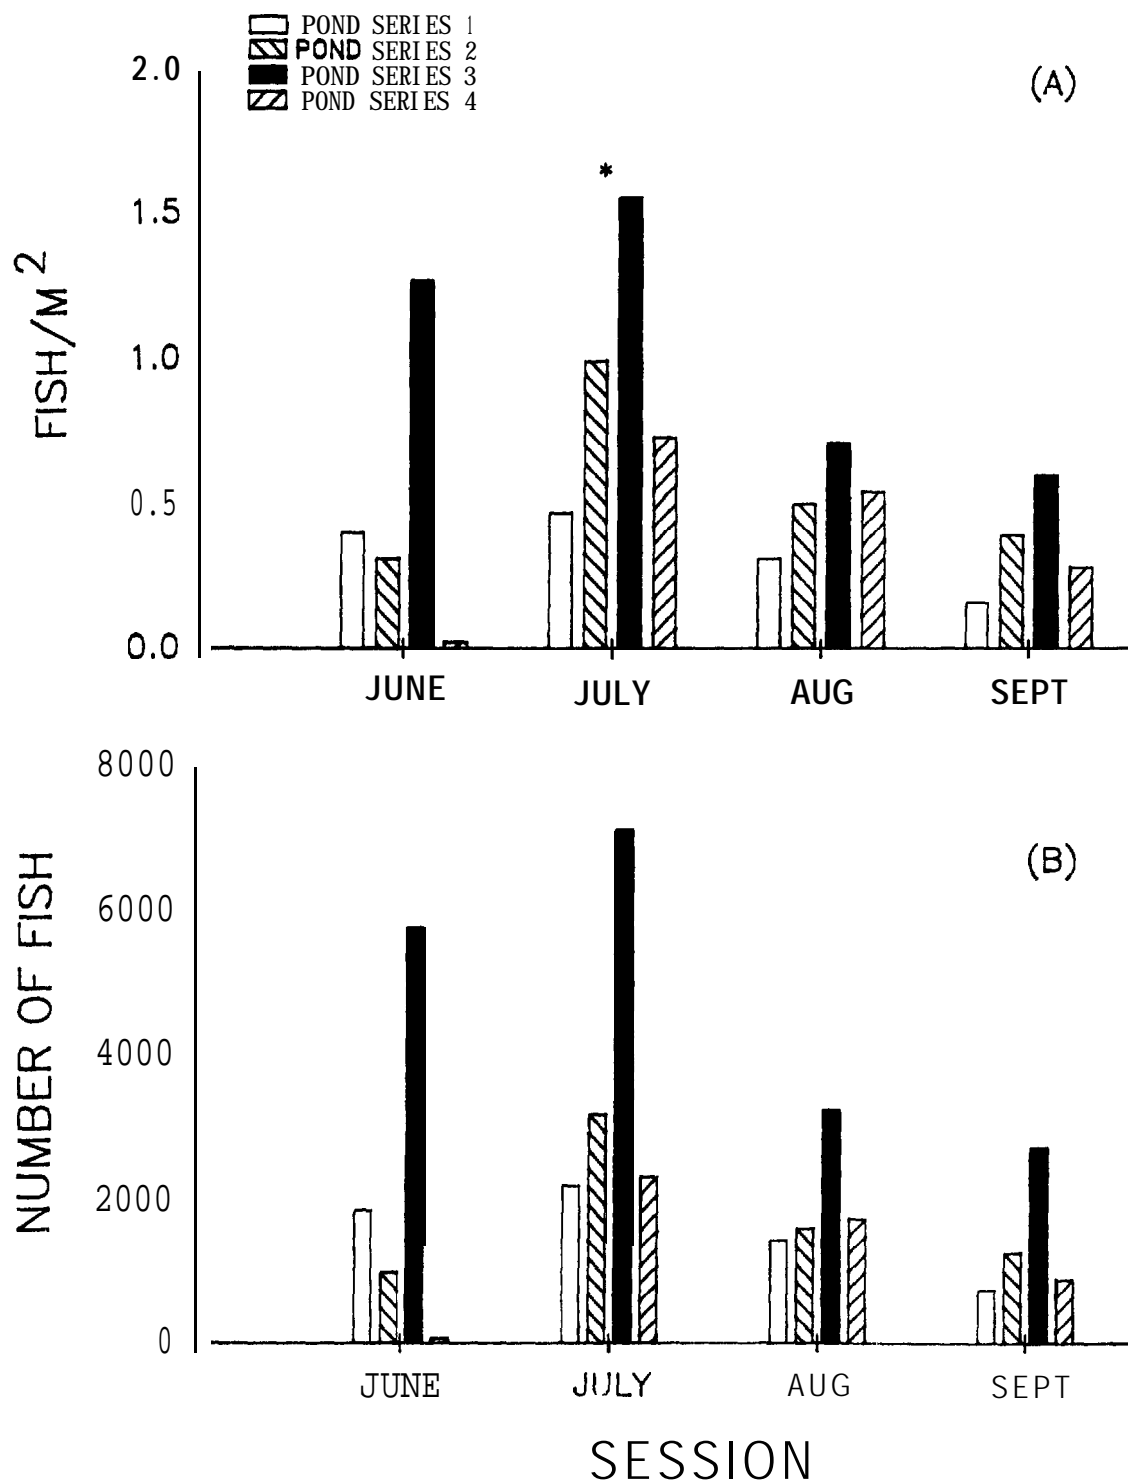 POND SERIES 1
POND SERIES 2
POND SERIES 3
POND SERIES 4
(A)
FISH/M²
2.0
1.5
1.0
0.5
0.0
JUNE JULY AUG SEPT
(B)
NUMBER OF FISH
8000
6000
4000
2000
0
JUNE JULY AUG SEPT
SESSION
*